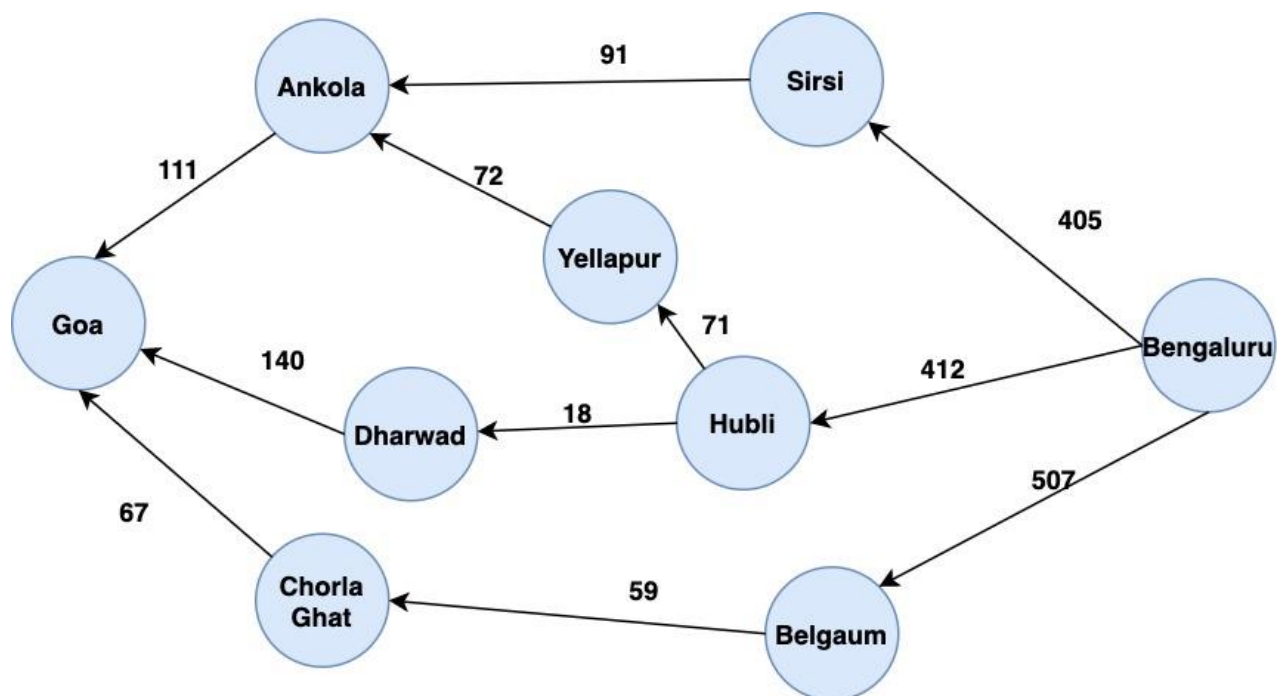 91
Sirsi
Ankola
111
72
405
Yellapur
Goa
71
Bengaluru
140
412
18
Hubli
Dharwad
507
67
59
Chorla
Ghat
Belgaum